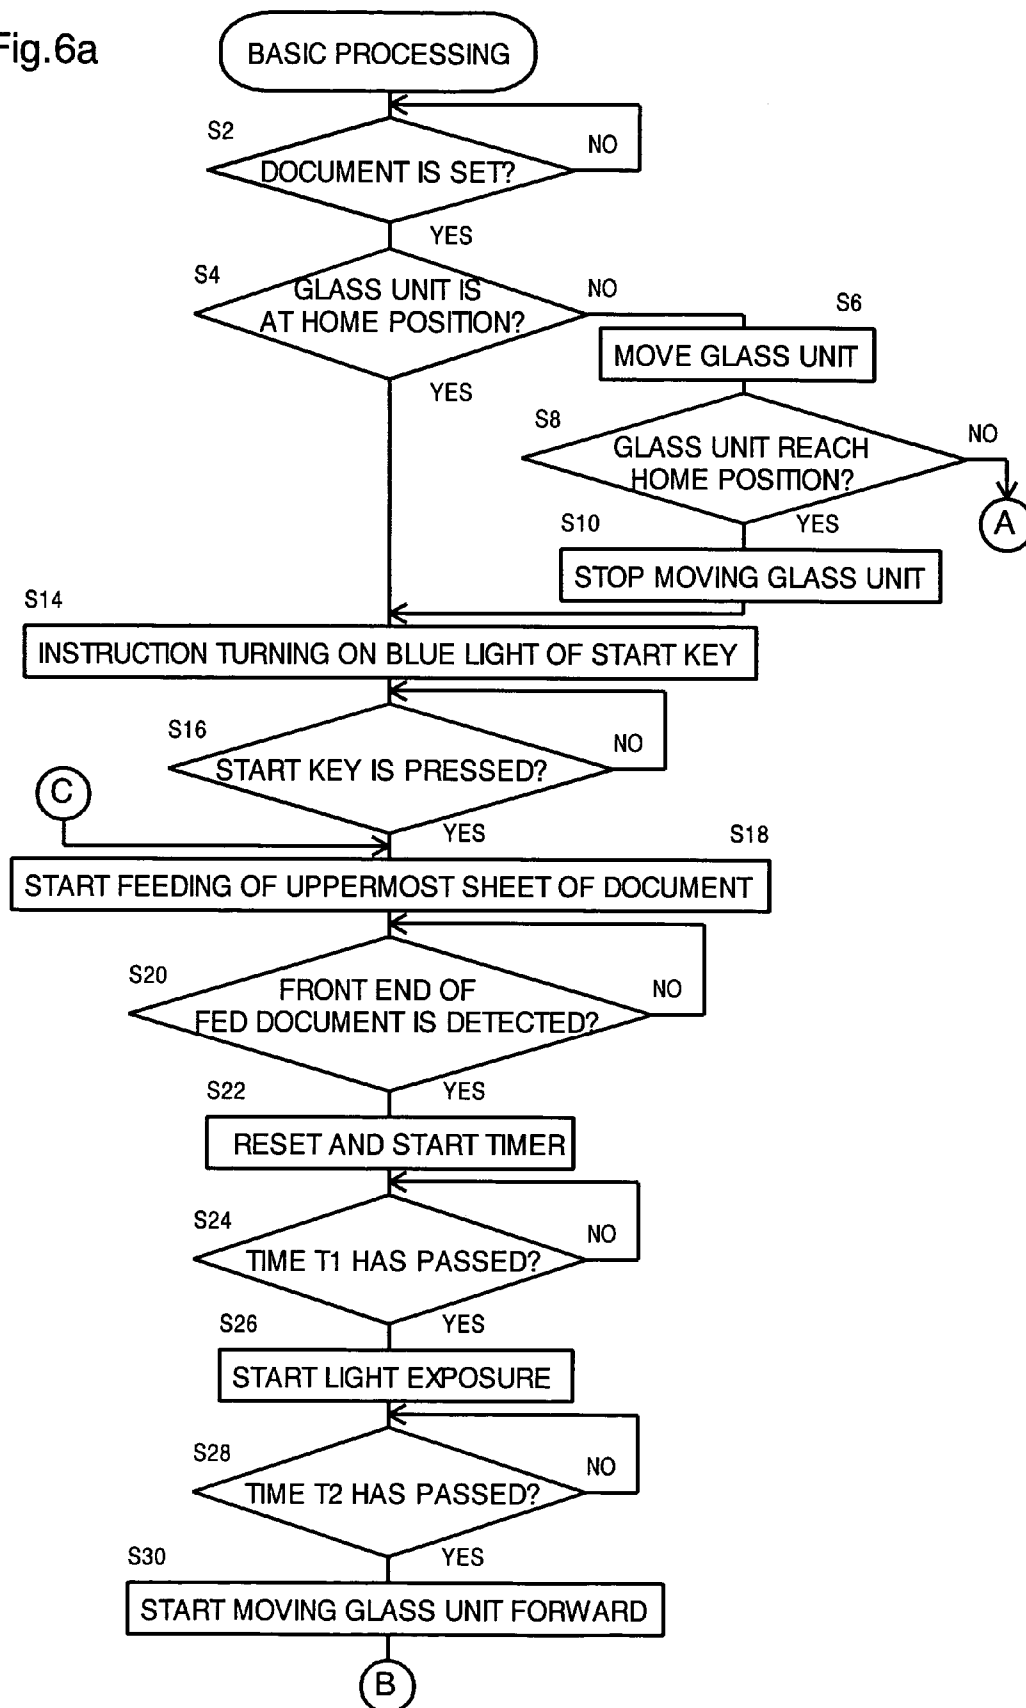 Fig.6a
BASIC PROCESSING
S2
NO
DOCUMENT IS SET?
YES
S4
GLASS UNIT IS
AT HOME POSITION?
NO
S6
MOVE GLASS UNIT
YES
S8
GLASS UNIT REACH
HOME POSITION?
NO
A
YES
S10
STOP MOVING GLASS UNIT
S14
INSTRUCTION TURNING ON BLUE LIGHT OF START KEY
S16
NO
START KEY IS PRESSED?
C
YES
S18
START FEEDING OF UPPERMOST SHEET OF DOCUMENT
S20
FRONT END OF
FED DOCUMENT IS DETECTED?
NO
S22
YES
RESET AND START TIMER
S24
NO
TIME T1 HAS PASSED?
S26
YES
START LIGHT EXPOSURE
S28
NO
TIME T2 HAS PASSED?
S30
YES
START MOVING GLASS UNIT FORWARD
B